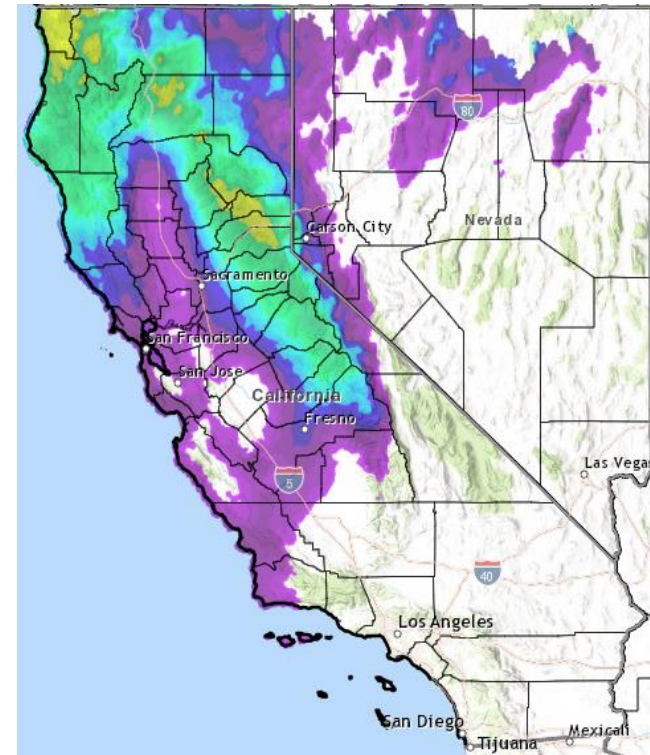 80
Nevada
Carson City
Sacramento
San Francisco
San Jose
California
Fresno
Las Vegas
5
40
Los Angeles
San Diego
Mexicali
Tijuana